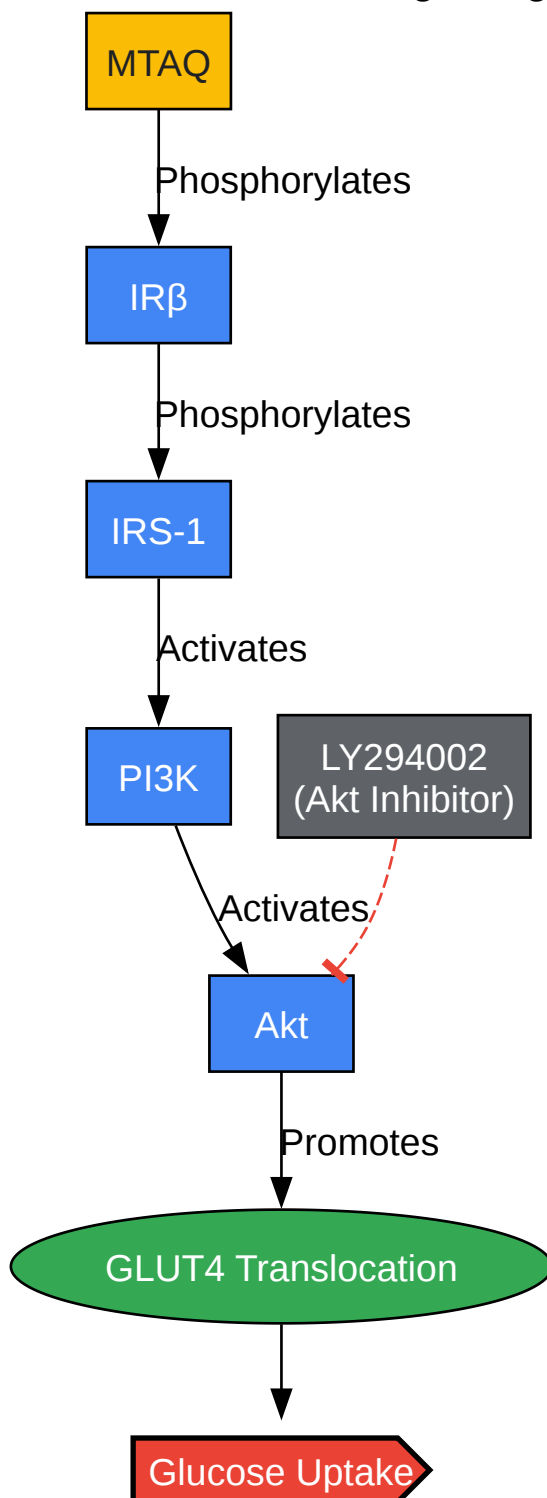 MTAQ
Phosphorylates
IRβ
Phosphorylates
IRS-1
Activates
PI3K
LY294002
(Akt Inhibitor)
Activates
Akt
Promotes
GLUT4 Translocation
Glucose Uptake